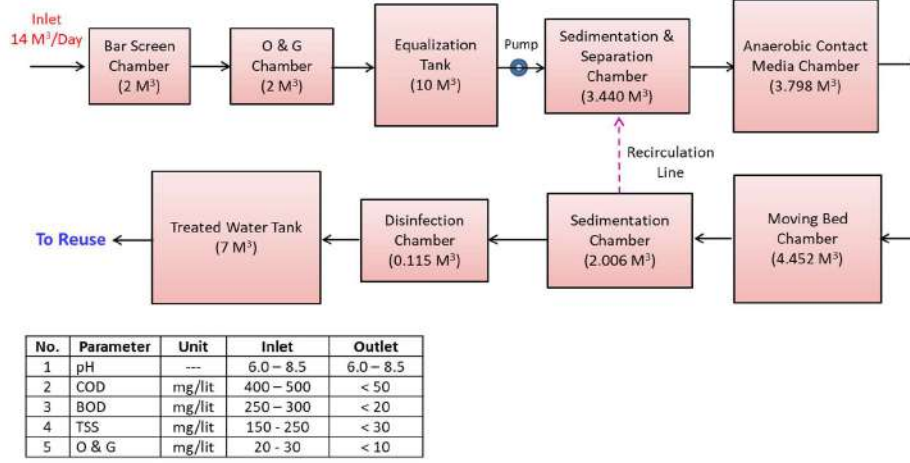 Inlet
14 M³/Day
Bar Screen
Chamber
(2 M³)
O & G
Chamber
(2 M³)
Equalization
Tank
(10 M³)
Pump
Sedimentation &
Separation
Chamber
(3.440 M³)
Anaerobic Contact
Media Chamber
(3.798 M³)
Recirculation
Line
To Reuse
Treated Water Tank
(7 M³)
Disinfection
Chamber
(0.115 M³)
Sedimentation
Chamber
(2.006 M³)
Moving Bed
Chamber
(4.452 M³)
No. Parameter Unit Inlet Outlet
1 pH --- 6.0 – 8.5 6.0 – 8.5
2 COD mg/lit 400 – 500 < 50
3 BOD mg/lit 250 – 300 < 20
4 TSS mg/lit 150 - 250 < 30
5 O & G mg/lit 20 - 30 < 10